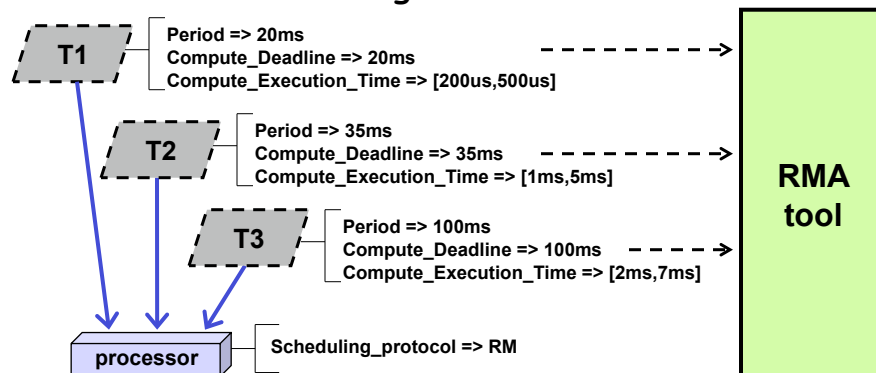 T1
Period => 20ms
Compute_Deadline => 20ms
Compute_Execution_Time => [200us,500us]
T2
Period => 35ms
Compute_Deadline => 35ms
Compute_Execution_Time => [1ms,5ms]
T3
Period => 100ms
Compute_Deadline => 100ms
Compute_Execution_Time => [2ms,7ms]
RMA
tool
processor
Scheduling_protocol => RM